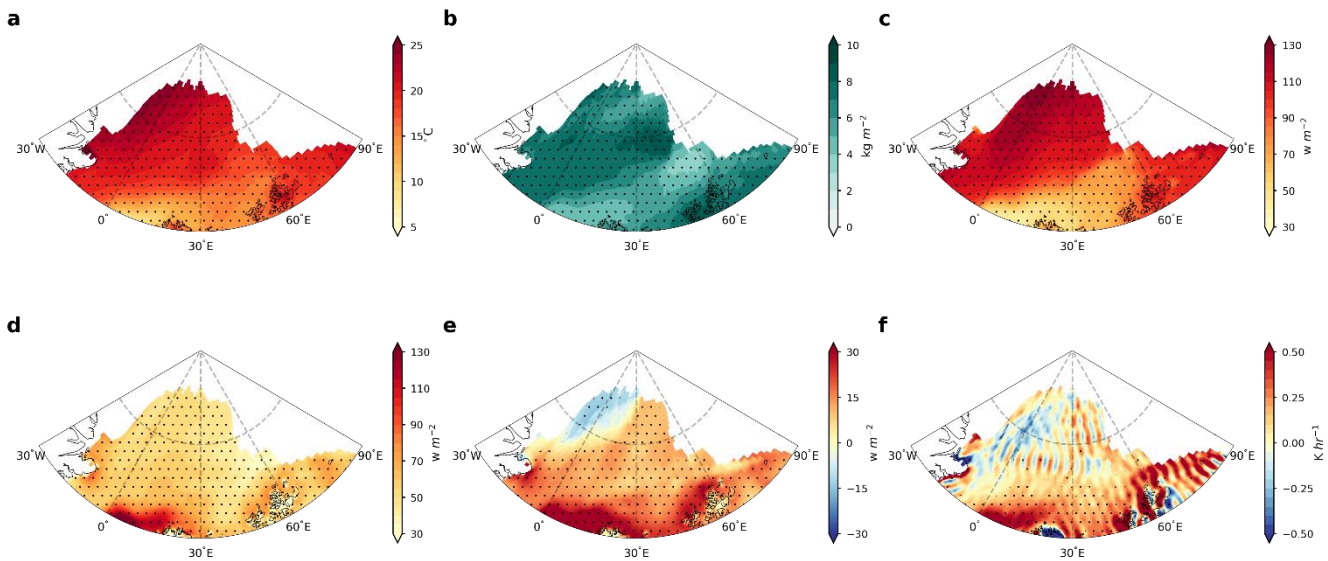 a
b
c
25
20
15
10
5
°C
30°W
0°
30°E
60°E
90°E
10
8
6
4
2
0
kg m⁻²
30°W
0°
30°E
60°E
90°E
130
110
90
70
50
30
w m⁻²
30°W
0°
30°E
60°E
90°E
d
e
f
130
110
90
70
50
30
w m⁻²
30°W
0°
30°E
60°E
90°E
30
15
0
−15
−30
w m⁻²
30°W
0°
30°E
60°E
90°E
0.50
0.25
0.00
−0.25
−0.50
K hr⁻¹
30°W
0°
30°E
60°E
90°E